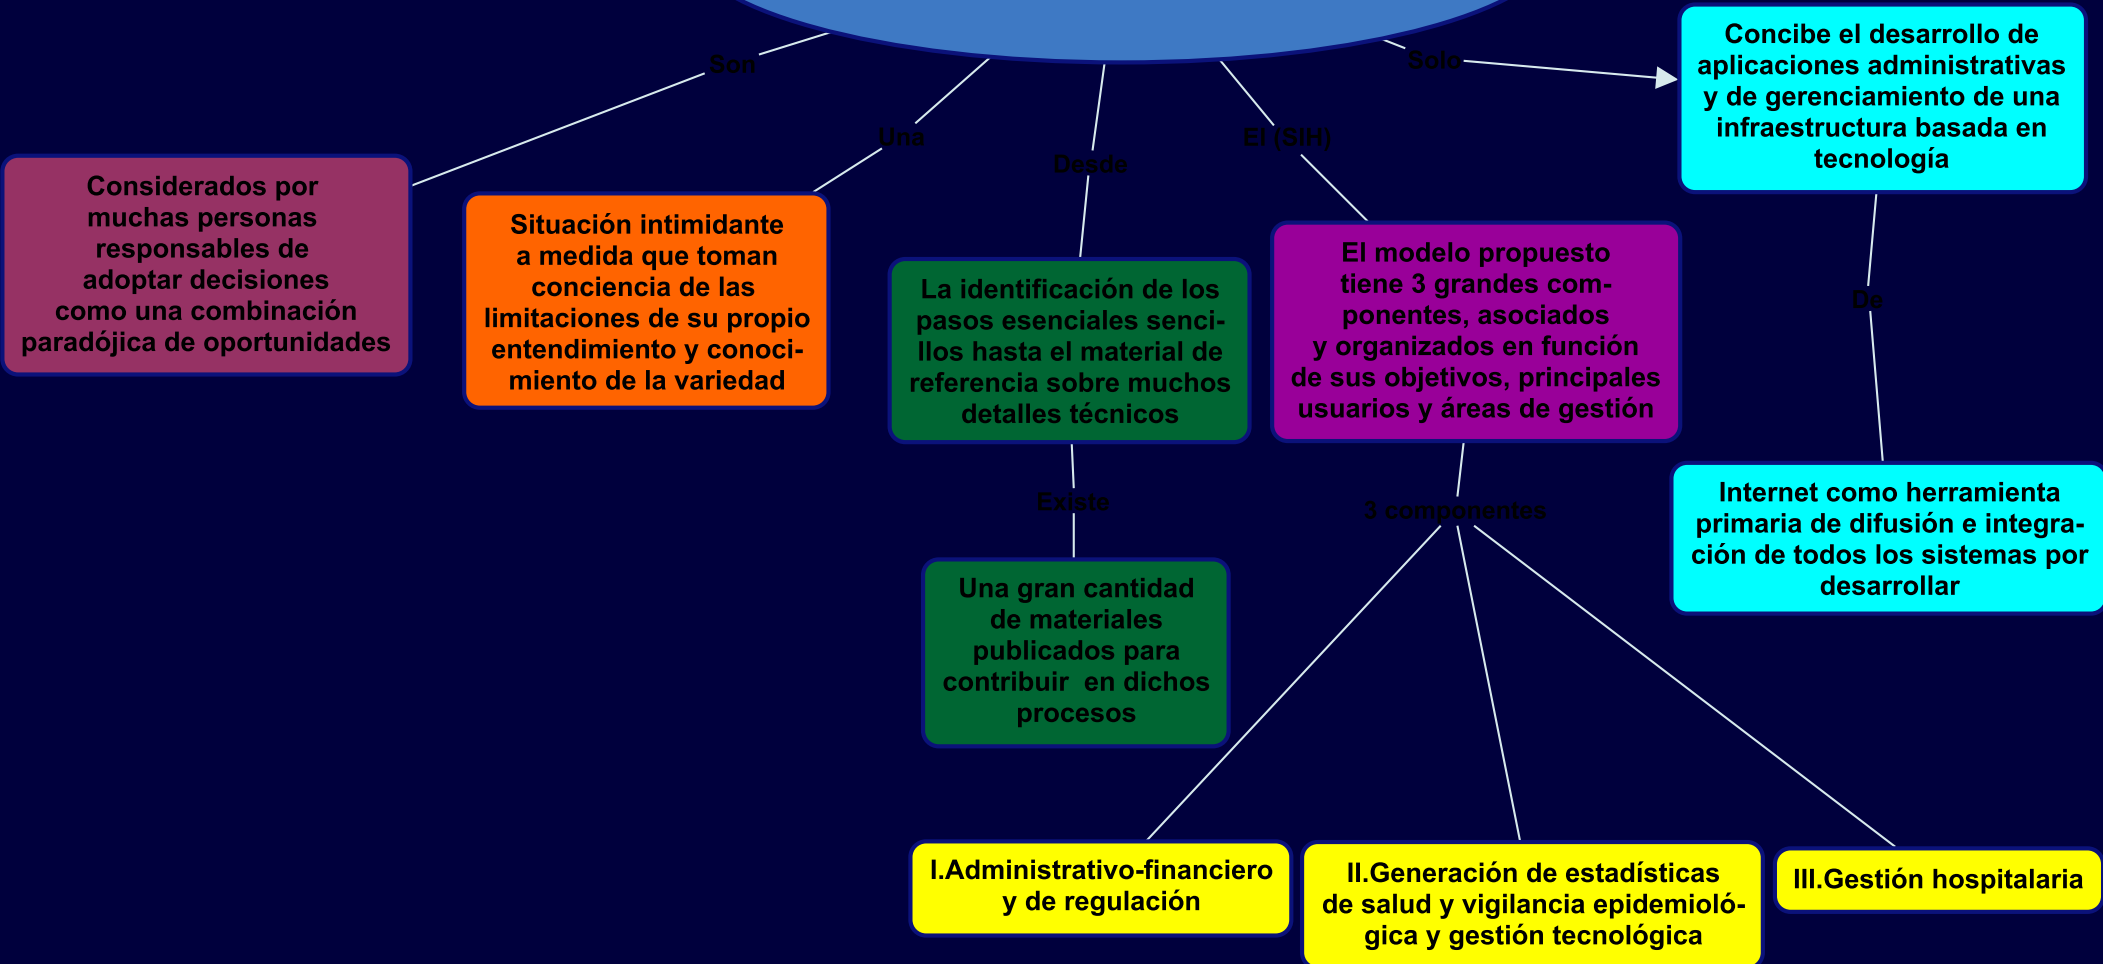 Son
Una
Desde
El (SIH)
Solo
Concibe el desarrollo de
aplicaciones administrativas
y de gerenciamiento de una
infraestructura basada en
tecnología
Considerados por
muchas personas
responsables de
adoptar decisiones
como una combinación
paradójica de oportunidades
Situación intimidante
a medida que toman
conciencia de las
limitaciones de su propio
entendimiento y conoci-
miento de la variedad
La identificación de los
pasos esenciales senci-
llos hasta el material de
referencia sobre muchos
detalles técnicos
El modelo propuesto
tiene 3 grandes com-
ponentes, asociados
y organizados en función
de sus objetivos, principales
usuarios y áreas de gestión
De
Existe
3 componentes
Internet como herramienta
primaria de difusión e integra-
ción de todos los sistemas por
desarrollar
Una gran cantidad
de materiales
publicados para
contribuir  en dichos
procesos
I.Administrativo-financiero
y de regulación
II.Generación de estadísticas
de salud y vigilancia epidemioló-
gica y gestión tecnológica
III.Gestión hospitalaria